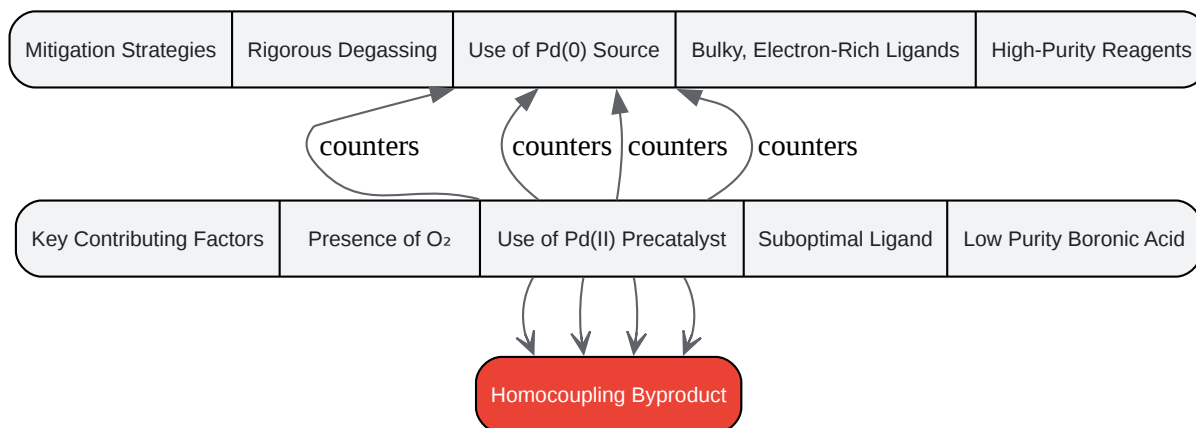 Mitigation Strategies
Rigorous Degassing
Use of Pd(0) Source
Bulky, Electron-Rich Ligands
High-Purity Reagents
counters
counters
counters
counters
Key Contributing Factors
Presence of O₂
Use of Pd(II) Precatalyst
Suboptimal Ligand
Low Purity Boronic Acid
Homocoupling Byproduct